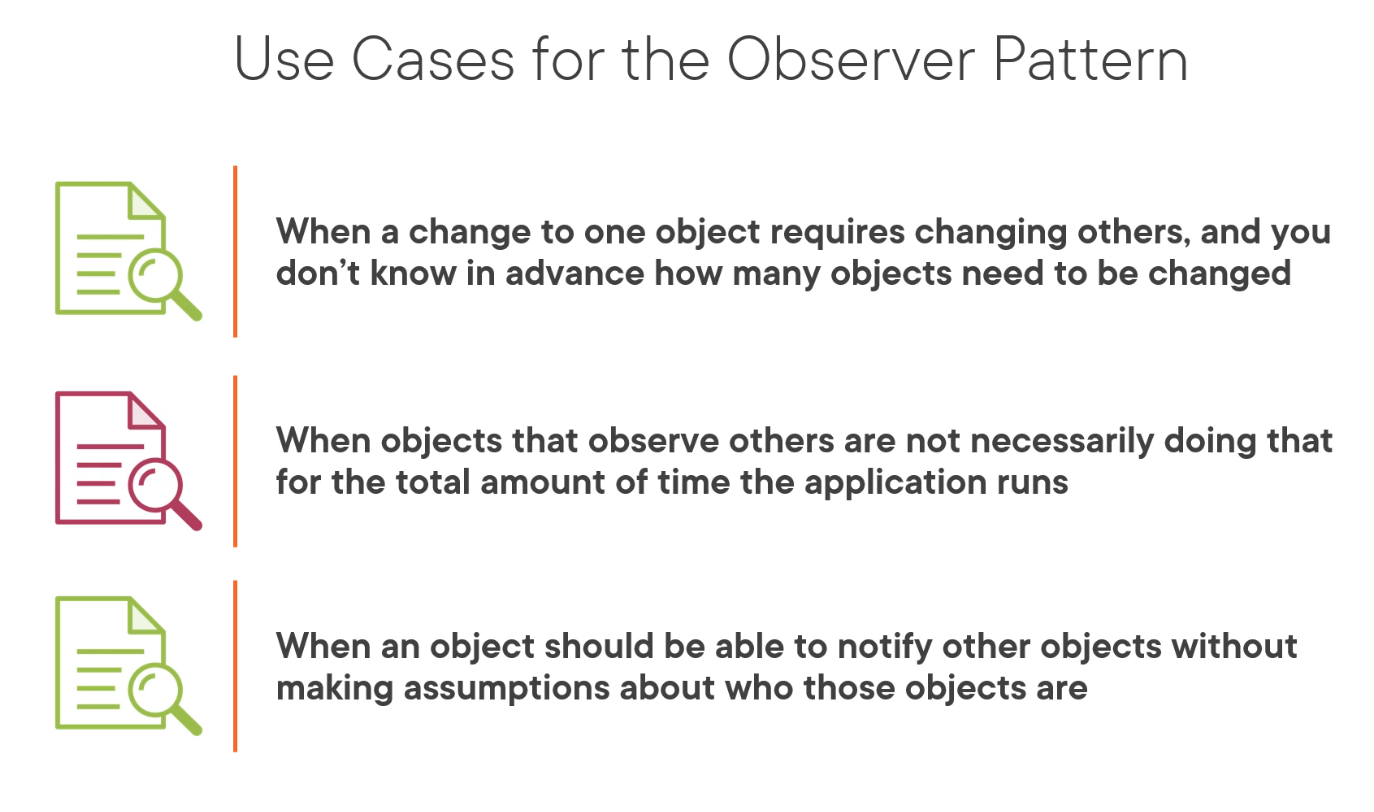 Use Cases for the Observer Pattern
When a change to one object requires changing others, and you
don’t know in advance how many objects need to be changed
When objects that observe others are not necessarily doing that
for the total amount of time the application runs
When an object should be able to notify other objects without
making assumptions about who those objects are